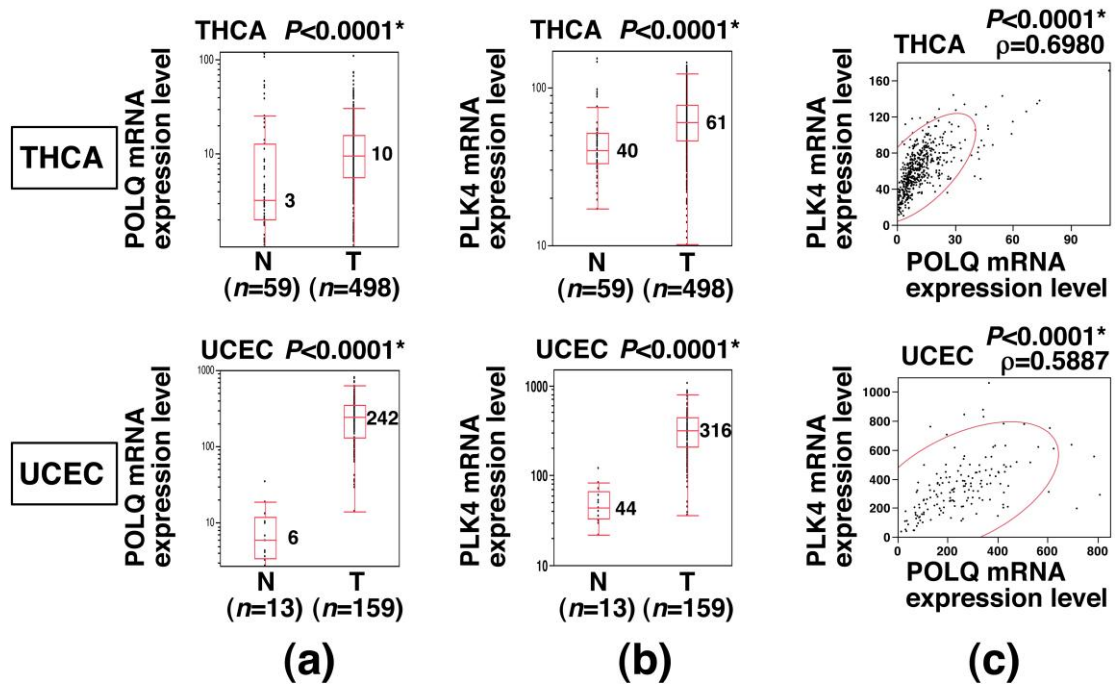 THCA
THCA P<0.0001*
POLQ mRNA
expression level
100
10
3
10
N T
(n=59) (n=498)
THCA P<0.0001*
PLK4 mRNA
expression level
100
10
40
61
N T
(n=59) (n=498)
P<0.0001*
THCA ρ=0.6980
PLK4 mRNA
expression level
160
120
80
40
0
0 30 60 90
POLQ mRNA
expression level
UCEC
UCEC P<0.0001*
POLQ mRNA
expression level
1000
100
10
6
242
N T
(n=13) (n=159)
UCEC P<0.0001*
PLK4 mRNA
expression level
1000
100
10
44
316
N T
(n=13) (n=159)
P<0.0001*
UCEC ρ=0.5887
PLK4 mRNA
expression level
1000
800
600
400
200
0
0 200 400 600 800
POLQ mRNA
expression level
(a) (b) (c)